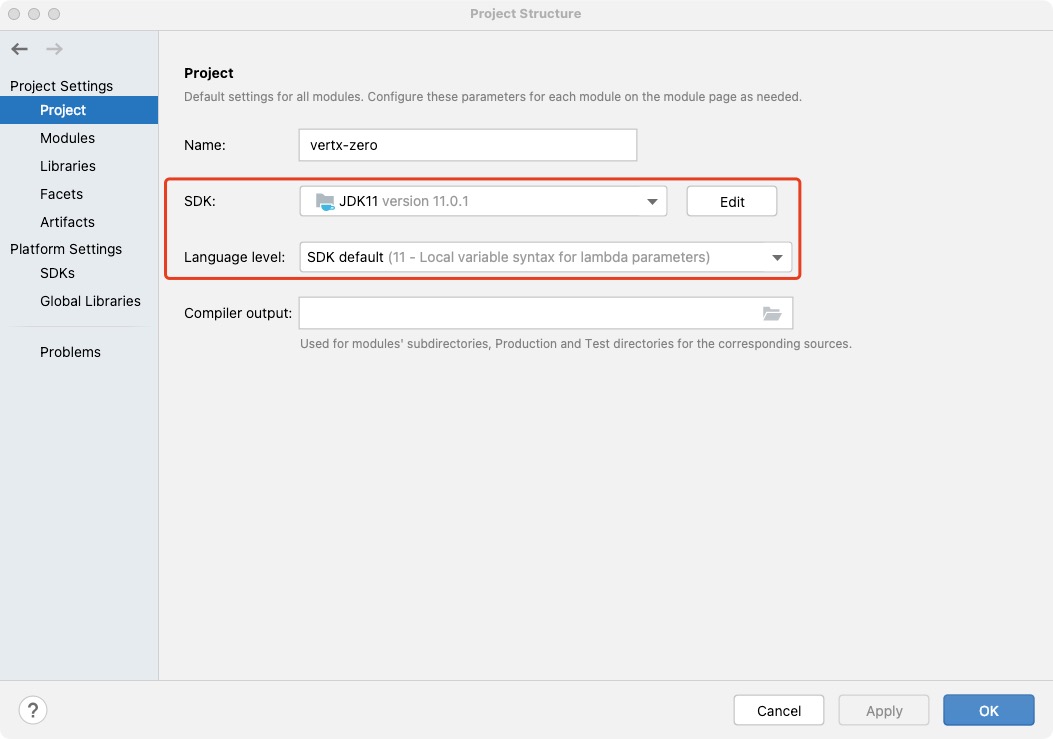 Project Structure
Project Settings
Project
Modules
Libraries
Facets
Artifacts
Platform Settings
SDKs
Global Libraries
Problems
Project
Default settings for all modules. Configure these parameters for each module on the module page as needed.
Name: vertx-zero
SDK: JDK11 version 11.0.1 Edit
Language level: SDK default (11 - Local variable syntax for lambda parameters)
Compiler output:
Used for modules' subdirectories, Production and Test directories for the corresponding sources.
? Cancel Apply OK